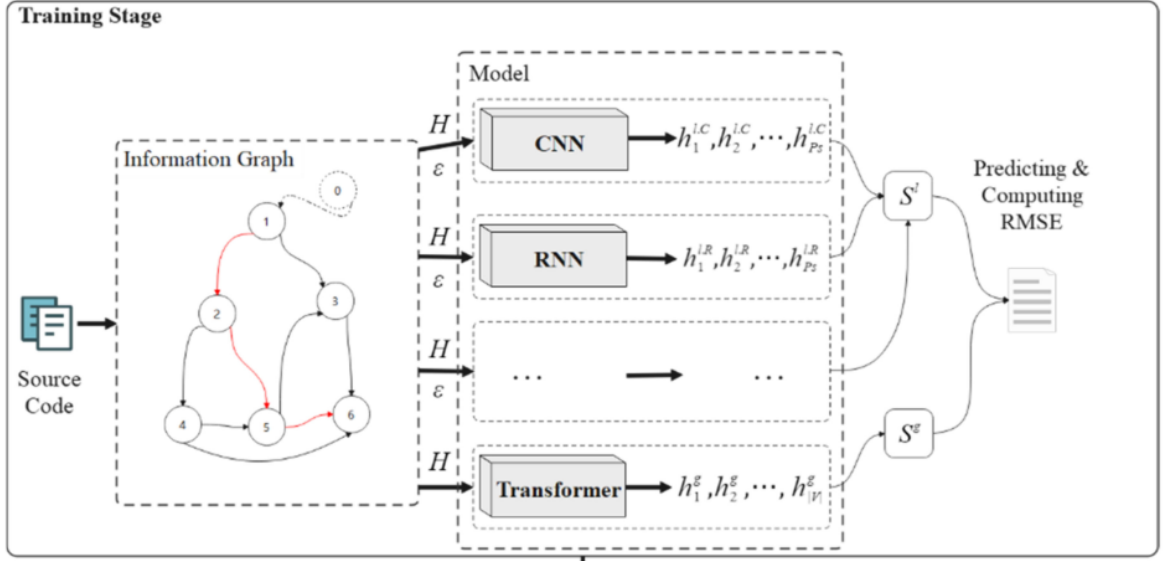 Training Stage
Model
Information Graph
0
1
2
3
4
5
6
Source
Code
H
ε
CNN
h_1^{l.C}, h_2^{l.C}, ⋯, h_{Ps}^{l.C}
H
ε
RNN
h_1^{l.R}, h_2^{l.R}, ⋯, h_{Ps}^{l.R}
H
ε
⋯
⋯
H
Transformer
h_1^g, h_2^g, ⋯, h_{|V|}^g
S^l
S^g
Predicting &
Computing
RMSE